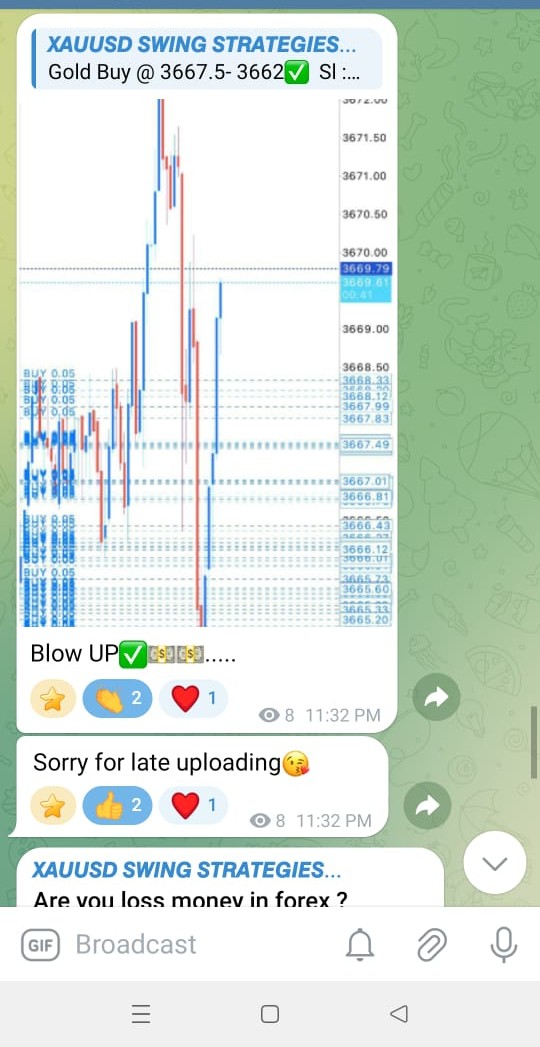 XAUUSD SWING STRATEGIES...
Gold Buy @ 3667.5- 3662✅ Sl :...
3672.00
3671.50
3671.00
3670.50
3670.00
3669.79
3669.61
00:41
3669.00
3668.50
BUY 0.05
3668.33
3668.12
BUY 0.05
3667.99
BUY 0.05
3667.83
3667.49
3667.01
3666.81
BUY 0.05
3666.43
3666.12
3666.01
BUY 0.05
3665.73
3665.60
3665.33
3665.20
Blow UP✅💵💵.....
2
1
8 11:32 PM
Sorry for late uploading😘
2
1
8 11:32 PM
XAUUSD SWING STRATEGIES...
Are you loss money in forex ?
GIF Broadcast